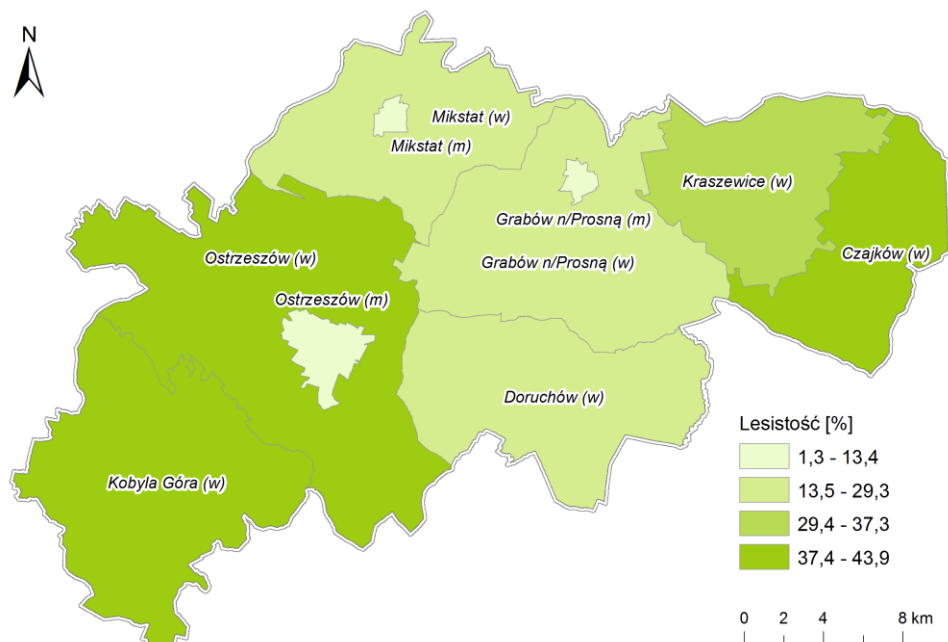 N
Mikstat (w)
Mikstat (m)
Kraszewice (w)
Grabów n/Prosną (m)
Ostrzeszów (w)
Czajków (w)
Grabów n/Prosną (w)
Ostrzeszów (m)
Doruchów (w)
Kobyla Góra (w)
Lesistość [%]
1,3 - 13,4
13,5 - 29,3
29,4 - 37,3
37,4 - 43,9
0 2 4 8 km